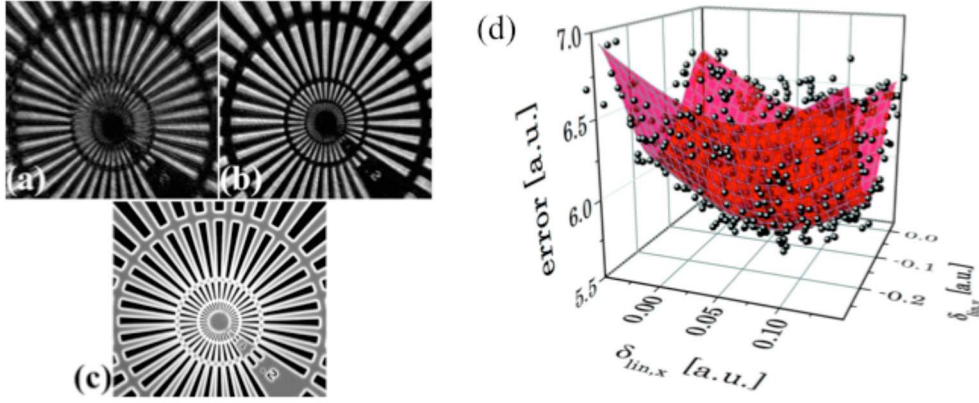 (a)
(b)
(c)
(d)
error [a.u.]
7.0
6.5
6.0
5.5
0.00
0.05
0.10
δlin,x [a.u.]
0.0
-0.1
-0.2
[a.u.]